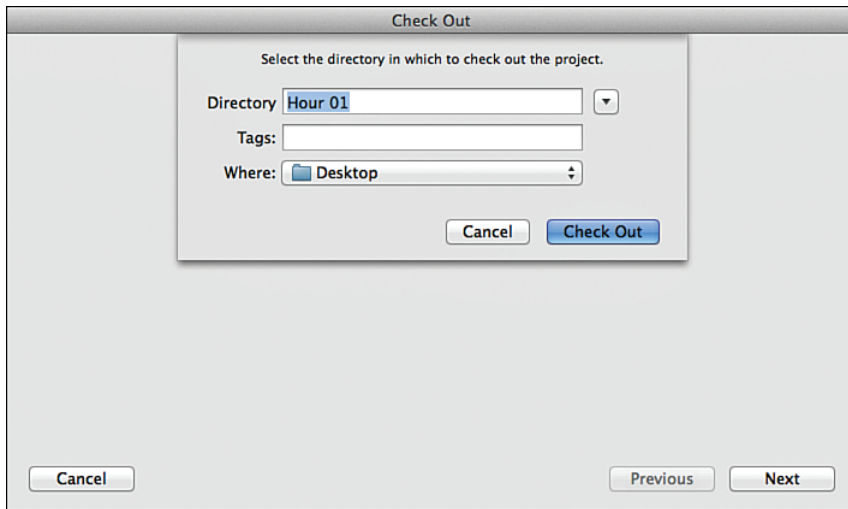 Check Out
Select the directory in which to check out the project.
Directory Hour 01
Tags:
Where: Desktop
Cancel Check Out
Cancel Previous Next